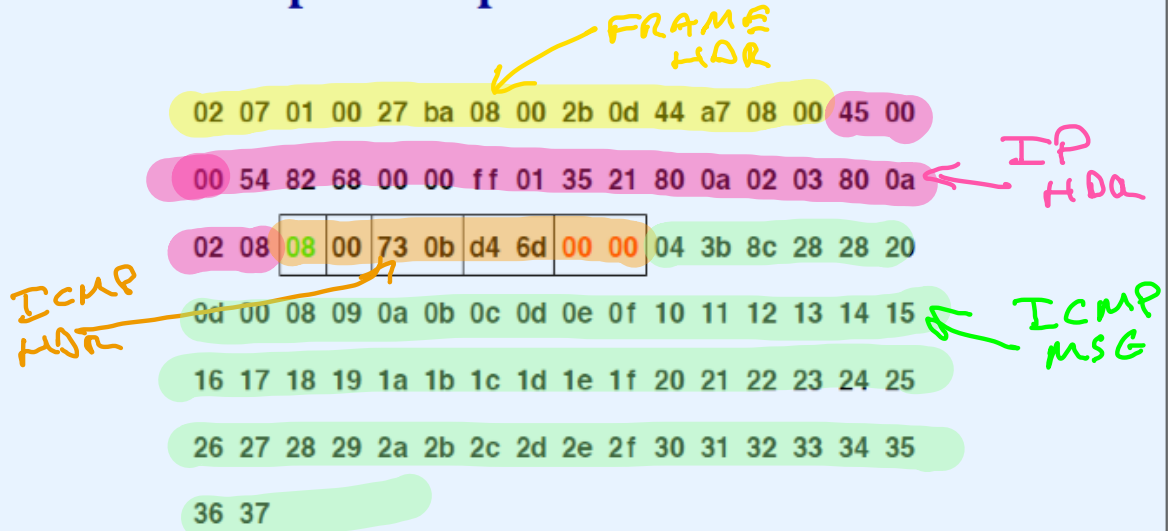 FRAME
HDR
02 07 01 00 27 ba 08 00 2b 0d 44 a7 08 00 45 00
IP
HDR
00 54 82 68 00 00 ff 01 35 21 80 0a 02 03 80 0a
02 08 08 00 73 0b d4 6d 00 00 04 3b 8c 28 28 20
ICMP
HDR
0d 00 08 09 0a 0b 0c 0d 0e 0f 10 11 12 13 14 15
ICMP
MSG
16 17 18 19 1a 1b 1c 1d 1e 1f 20 21 22 23 24 25
26 27 28 29 2a 2b 2c 2d 2e 2f 30 31 32 33 34 35
36 37